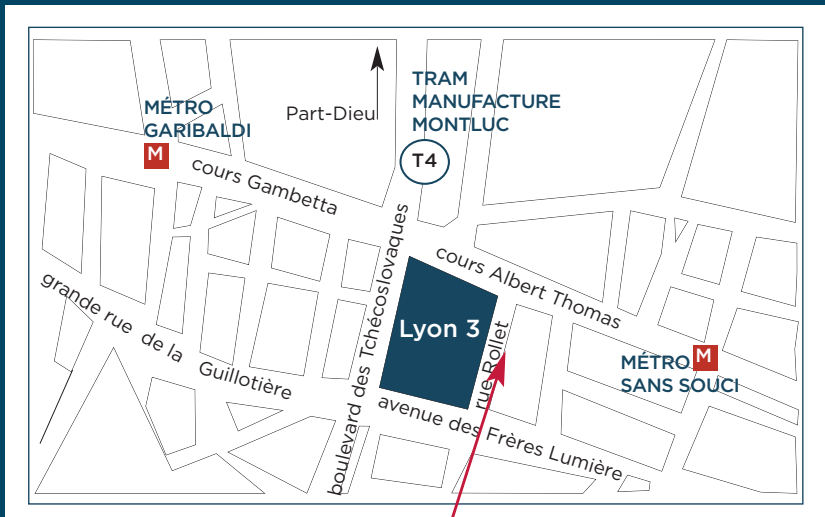 TRAM
MANUFACTURE
MONTLUC
MÉTRO
GARIBALDI
Part-Dieu
M
T4
cours Gambetta
boulevard des Tchécoslovaques
cours Albert Thomas
grande rue de la Guillotière
Lyon 3
rue Rollet
M
MÉTRO
SANS SOUCI
avenue des Frères Lumière